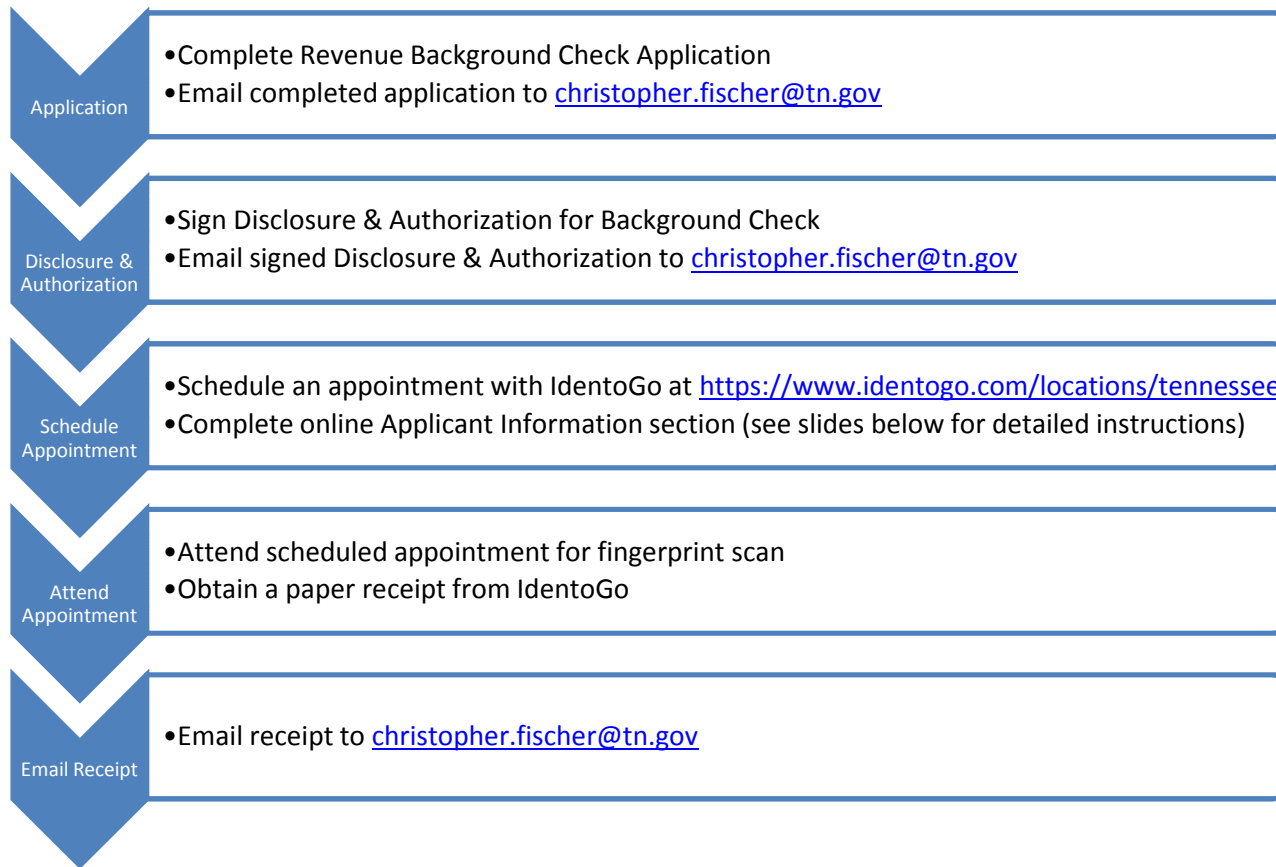 Application
•Complete Revenue Background Check Application
•Email completed application to christopher.fischer@tn.gov
Disclosure &
Authorization
•Sign Disclosure & Authorization for Background Check
•Email signed Disclosure & Authorization to christopher.fischer@tn.gov
Schedule
Appointment
•Schedule an appointment with IdentoGo at https://www.identogo.com/locations/tennessee
•Complete online Applicant Information section (see slides below for detailed instructions)
Attend
Appointment
•Attend scheduled appointment for fingerprint scan
•Obtain a paper receipt from IdentoGo
Email Receipt
•Email receipt to christopher.fischer@tn.gov